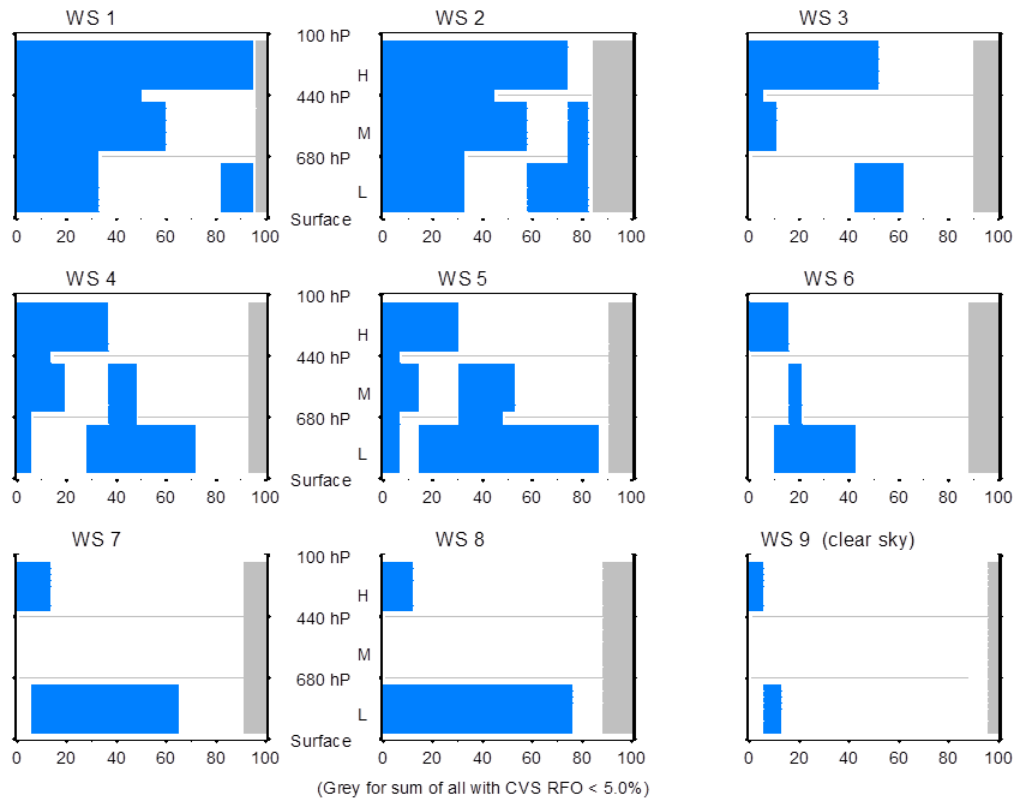 WS 1 WS 2 WS 3
100 hP
H
440 hP
M
680 hP
L
Surface
0 20 40 60 80 100 0 20 40 60 80 100 0 20 40 60 80 100
WS 4 WS 5 WS 6
100 hP
H
440 hP
M
680 hP
L
Surface
0 20 40 60 80 100 0 20 40 60 80 100 0 20 40 60 80 100
WS 7 WS 8 WS 9 (clear sky)
100 hP
H
440 hP
M
680 hP
L
Surface
0 20 40 60 80 100 0 20 40 60 80 100 0 20 40 60 80 100
(Grey for sum of all with CVS RFO < 5.0%)